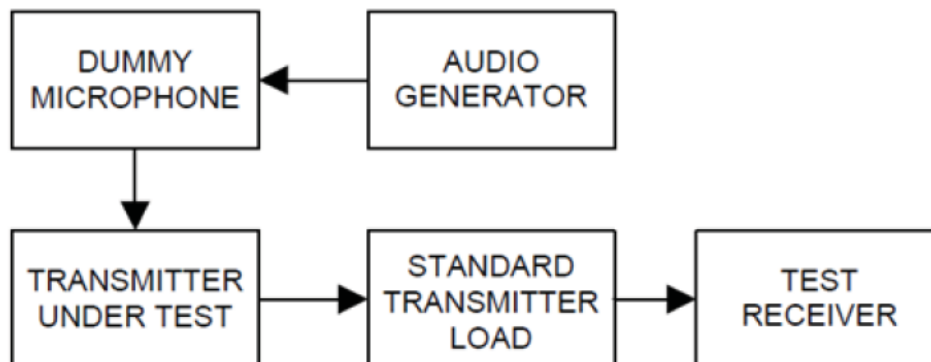 DUMMY
MICROPHONE
AUDIO
GENERATOR
TRANSMITTER
UNDER TEST
STANDARD
TRANSMITTER
LOAD
TEST
RECEIVER